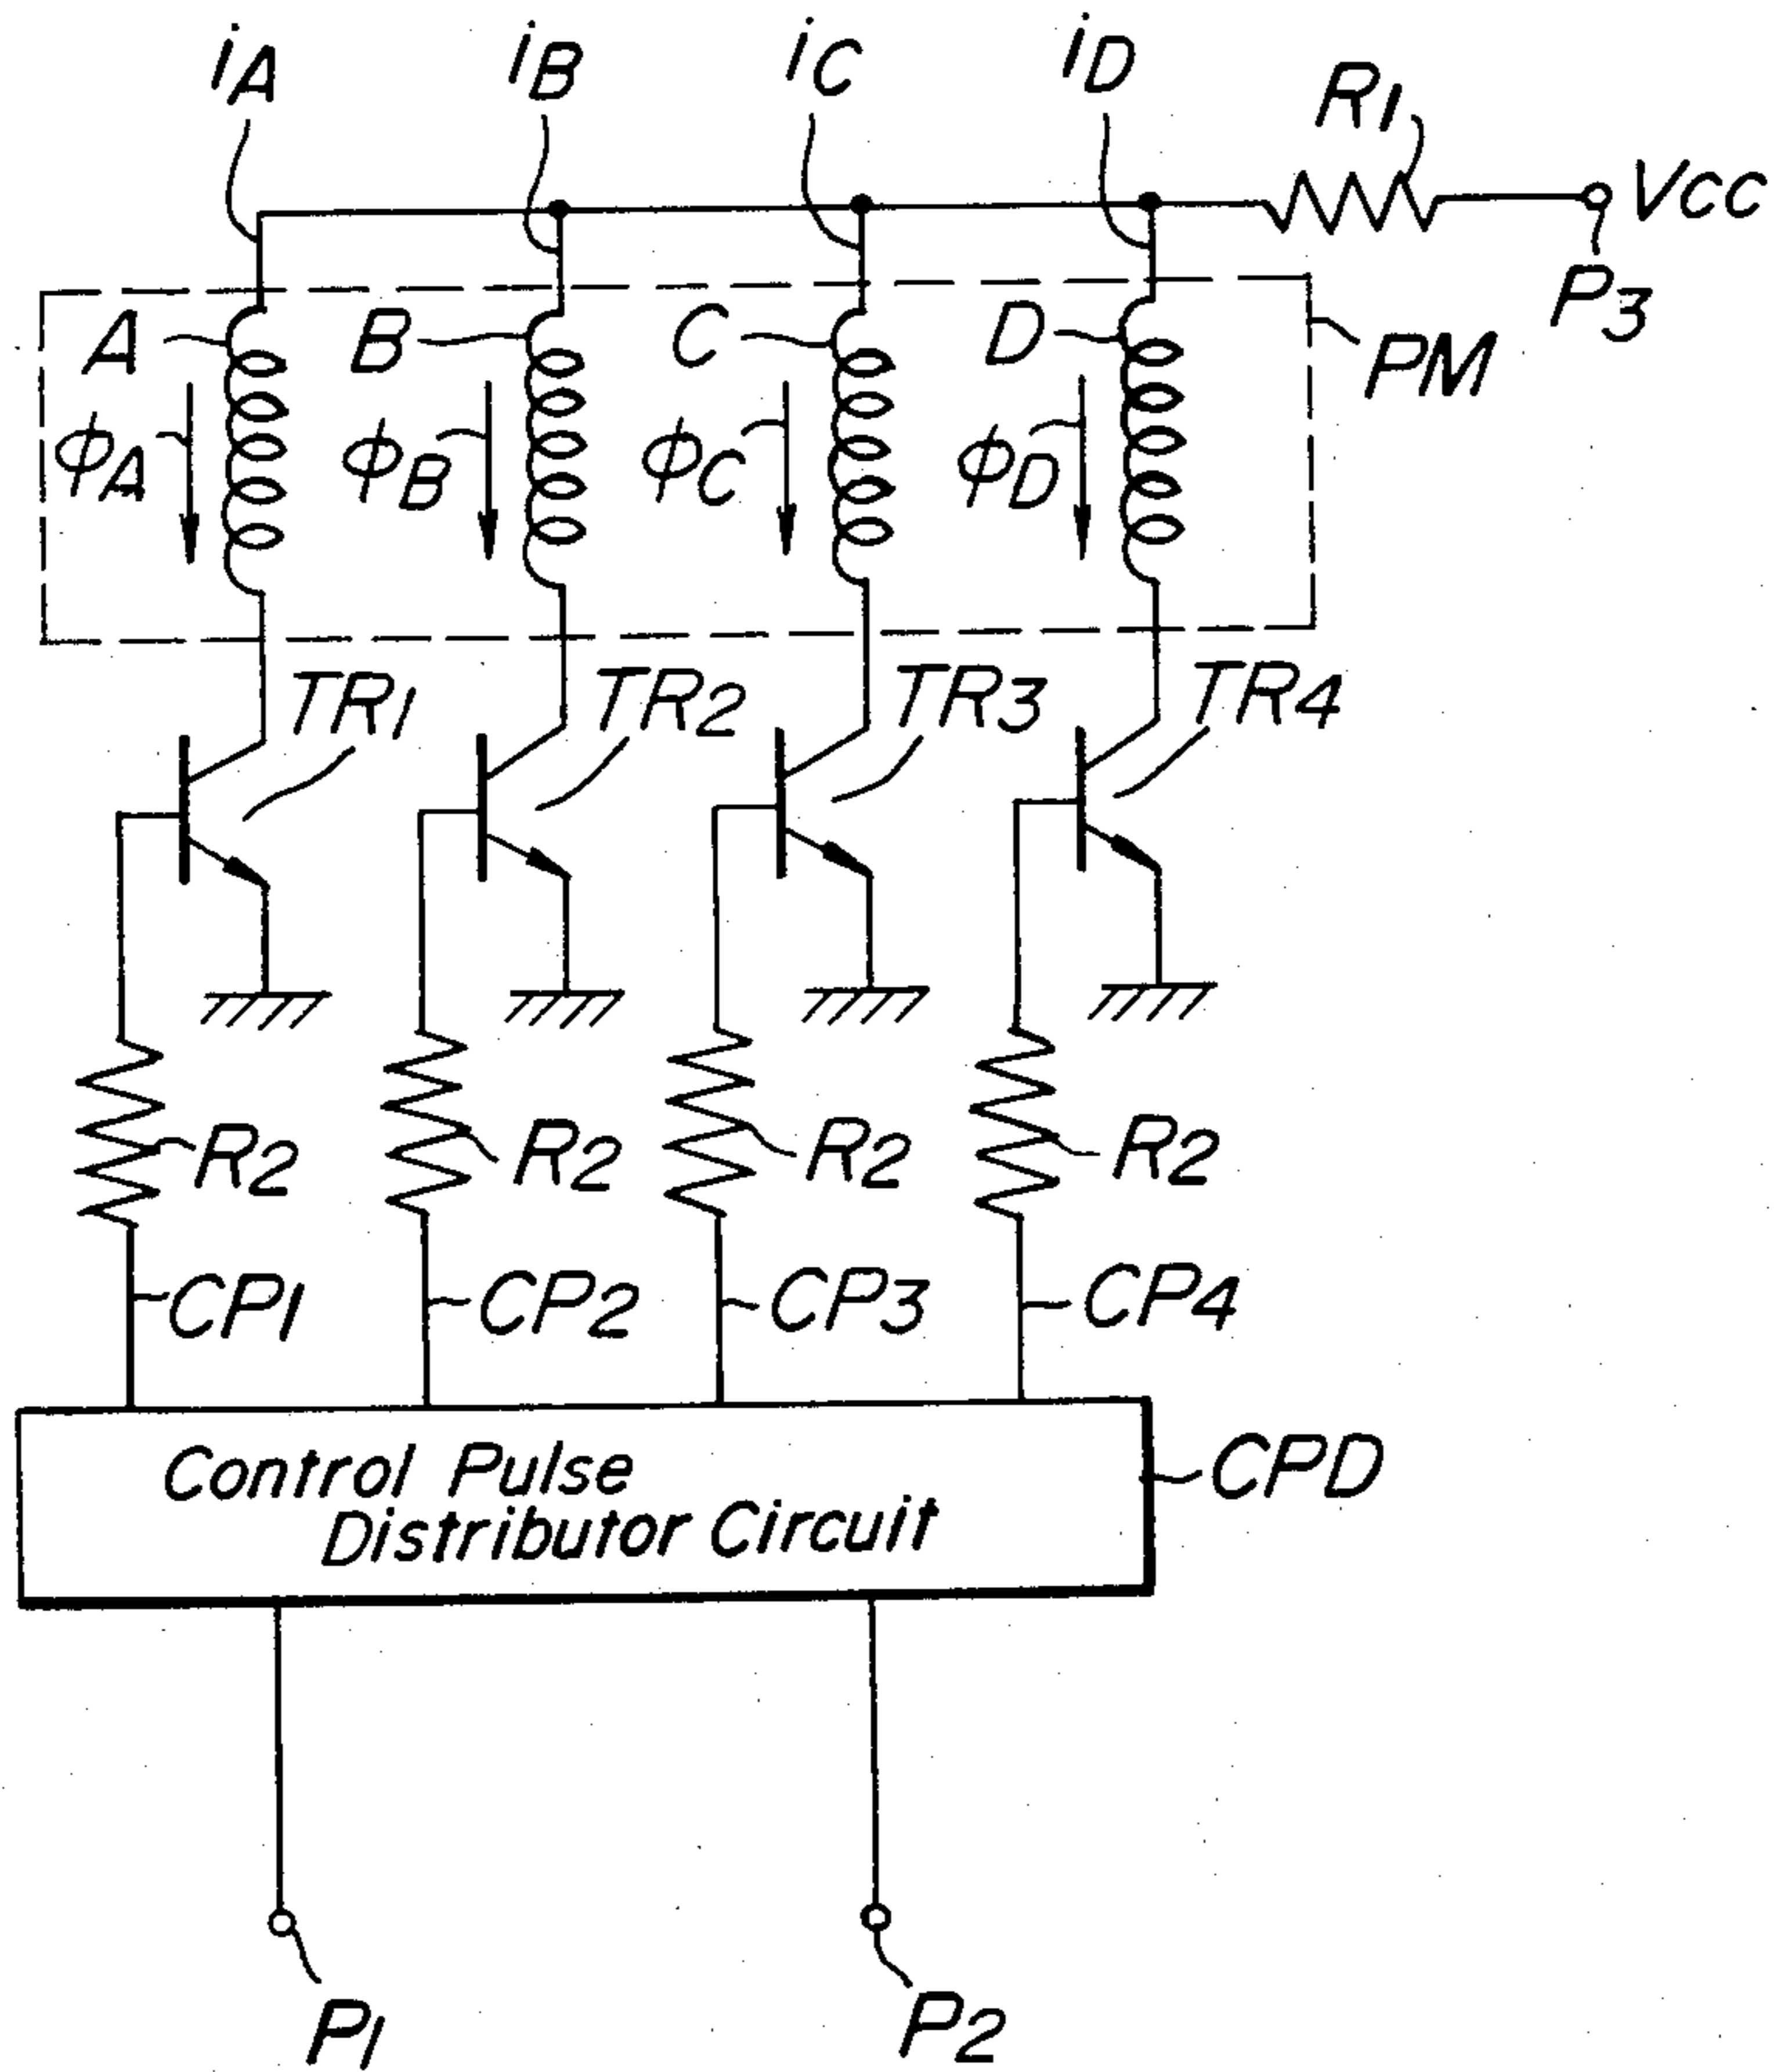 iA iB iC iD R1
VCC
P3
A B C D PM
ϕA ϕB ϕC ϕD
TR1 TR2 TR3 TR4
R2 R2 R2 R2
CP1 CP2 CP3 CP4
Control Pulse
Distributor Circuit
CPD
P1 P2